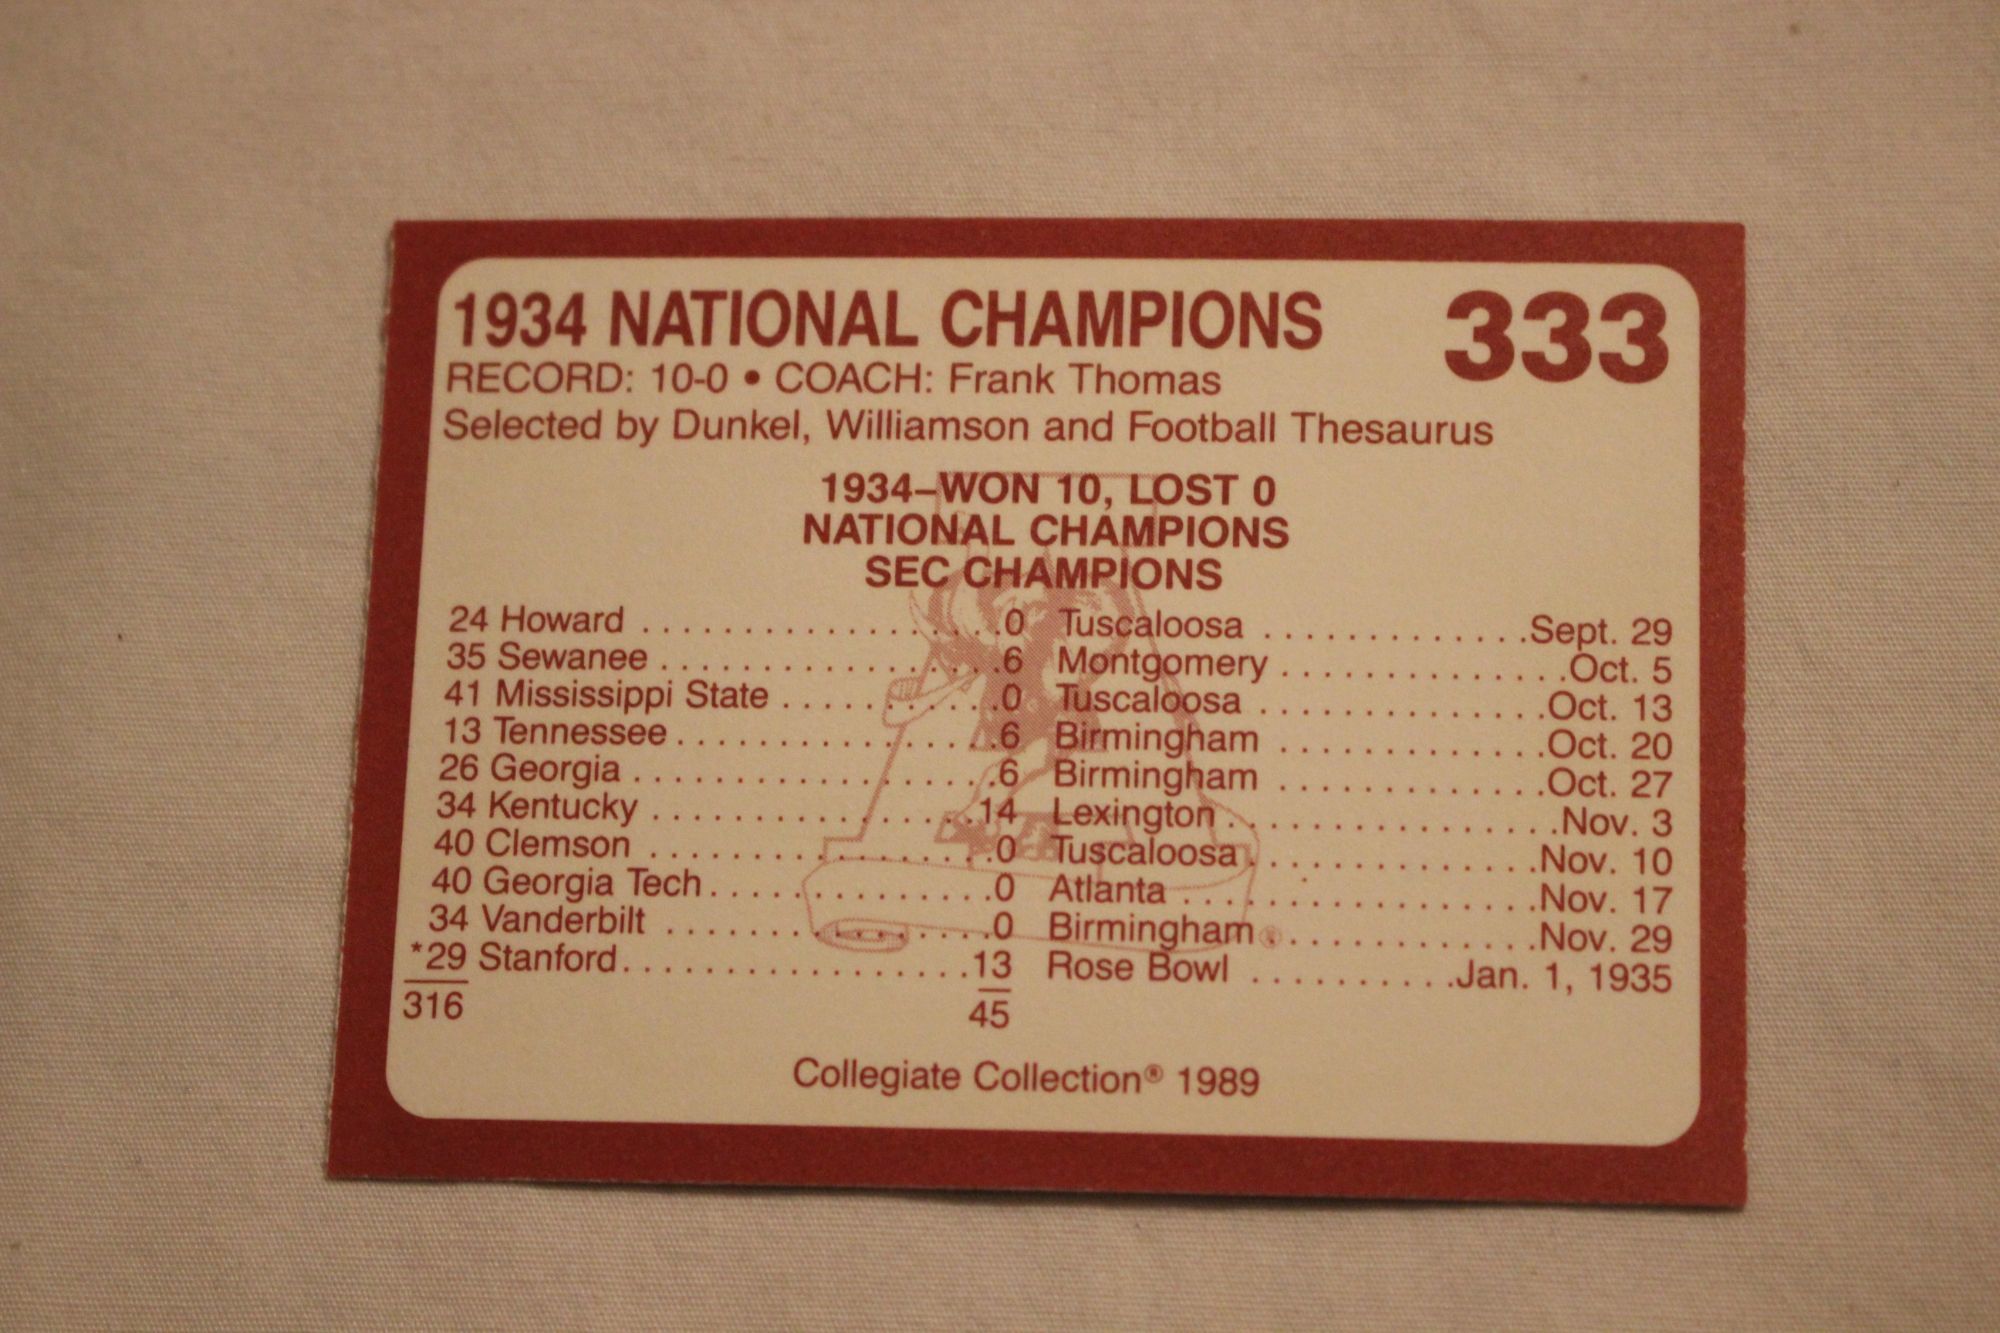 1934 NATIONAL CHAMPIONS 333
RECORD: 10-0 • COACH: Frank Thomas
Selected by Dunkel, Williamson and Football Thesaurus
1934–WON 10, LOST 0
NATIONAL CHAMPIONS
SEC CHAMPIONS
24 Howard . . . . . . . . . . . . . . . . . . .0 Tuscaloosa . . . . . . . . . . . . .Sept. 29
35 Sewanee . . . . . . . . . . . . . . . . . .6 Montgomery . . . . . . . . . . . . . .Oct. 5
41 Mississippi State . . . . . . . . . . .0 Tuscaloosa . . . . . . . . . . . . . .Oct. 13
13 Tennessee . . . . . . . . . . . . . . . . .6 Birmingham . . . . . . . . . . . . .Oct. 20
26 Georgia . . . . . . . . . . . . . . . . . . .6 Birmingham . . . . . . . . . . . . .Oct. 27
34 Kentucky . . . . . . . . . . . . . . . . .14 Lexington . . . . . . . . . . . . . . . . .Nov. 3
40 Clemson . . . . . . . . . . . . . . . . . .0 Tuscaloosa . . . . . . . . . . . . . . .Nov. 10
40 Georgia Tech . . . . . . . . . . . . . . .0 Atlanta . . . . . . . . . . . . . . . . . .Nov. 17
34 Vanderbilt . . . . . . . . . . . . . . . . .0 Birmingham . . . . . . . . . . . . . .Nov. 29
*29 Stanford . . . . . . . . . . . . . . . . . .13 Rose Bowl . . . . . . . . . .Jan. 1, 1935
316 45
Collegiate Collection® 1989